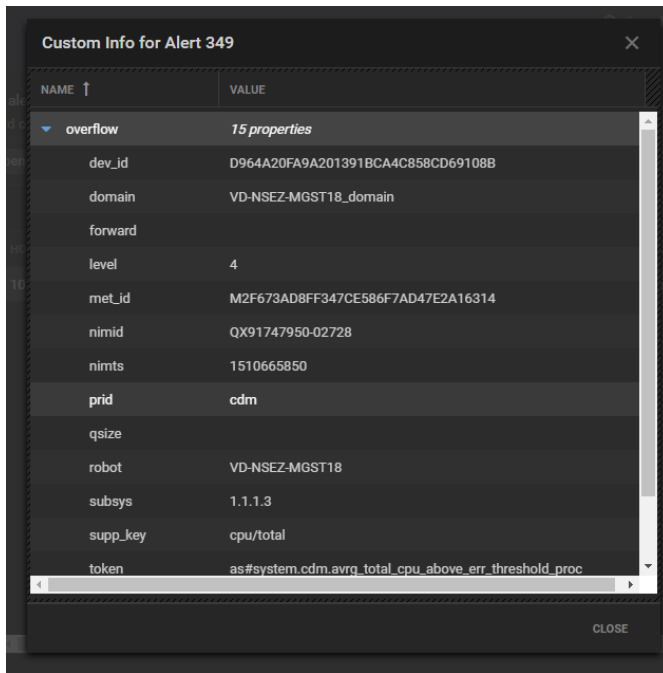 Custom Info for Alert 349
NAME VALUE
overflow 15 properties
dev_id D964A20FA9A201391BCA4C858CD69108B
domain VD-NSEZ-MGST18_domain
forward
level 4
met_id M2F673AD8FF347CE586F7AD47E2A16314
nimid QX91747950-02728
nimts 1510665850
prid cdm
qsize
robot VD-NSEZ-MGST18
subsys 1.1.1.3
supp_key cpu/total
token as#system.cdm.avrg_total_cpu_above_err_threshold_proc
CLOSE